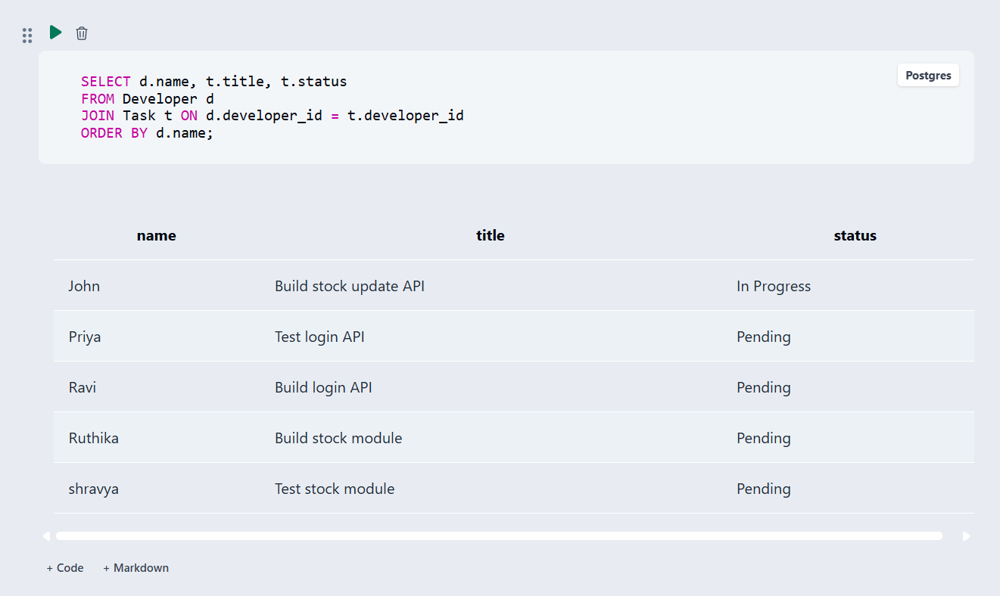 Postgres
SELECT d.name, t.title, t.status
FROM Developer d
JOIN Task t ON d.developer_id = t.developer_id
ORDER BY d.name;
name title status
John Build stock update API In Progress
Priya Test login API Pending
Ravi Build login API Pending
Ruthika Build stock module Pending
shravya Test stock module Pending
+ Code + Markdown